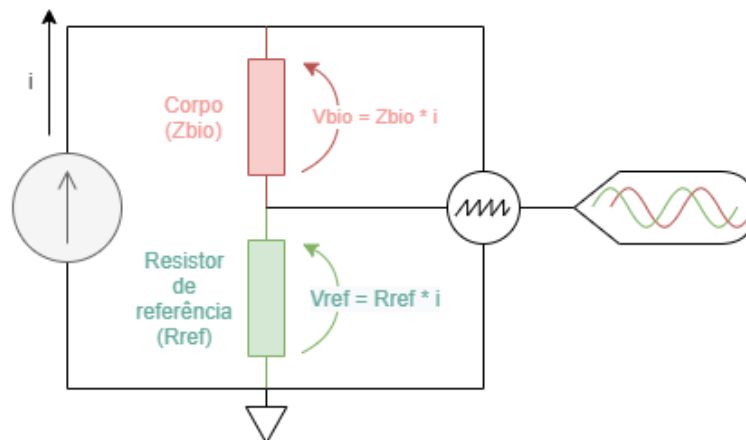 i
Corpo
(Zbio)
Vbio = Zbio * i
Resistor
de
referência
(Rref)
Vref = Rref * i